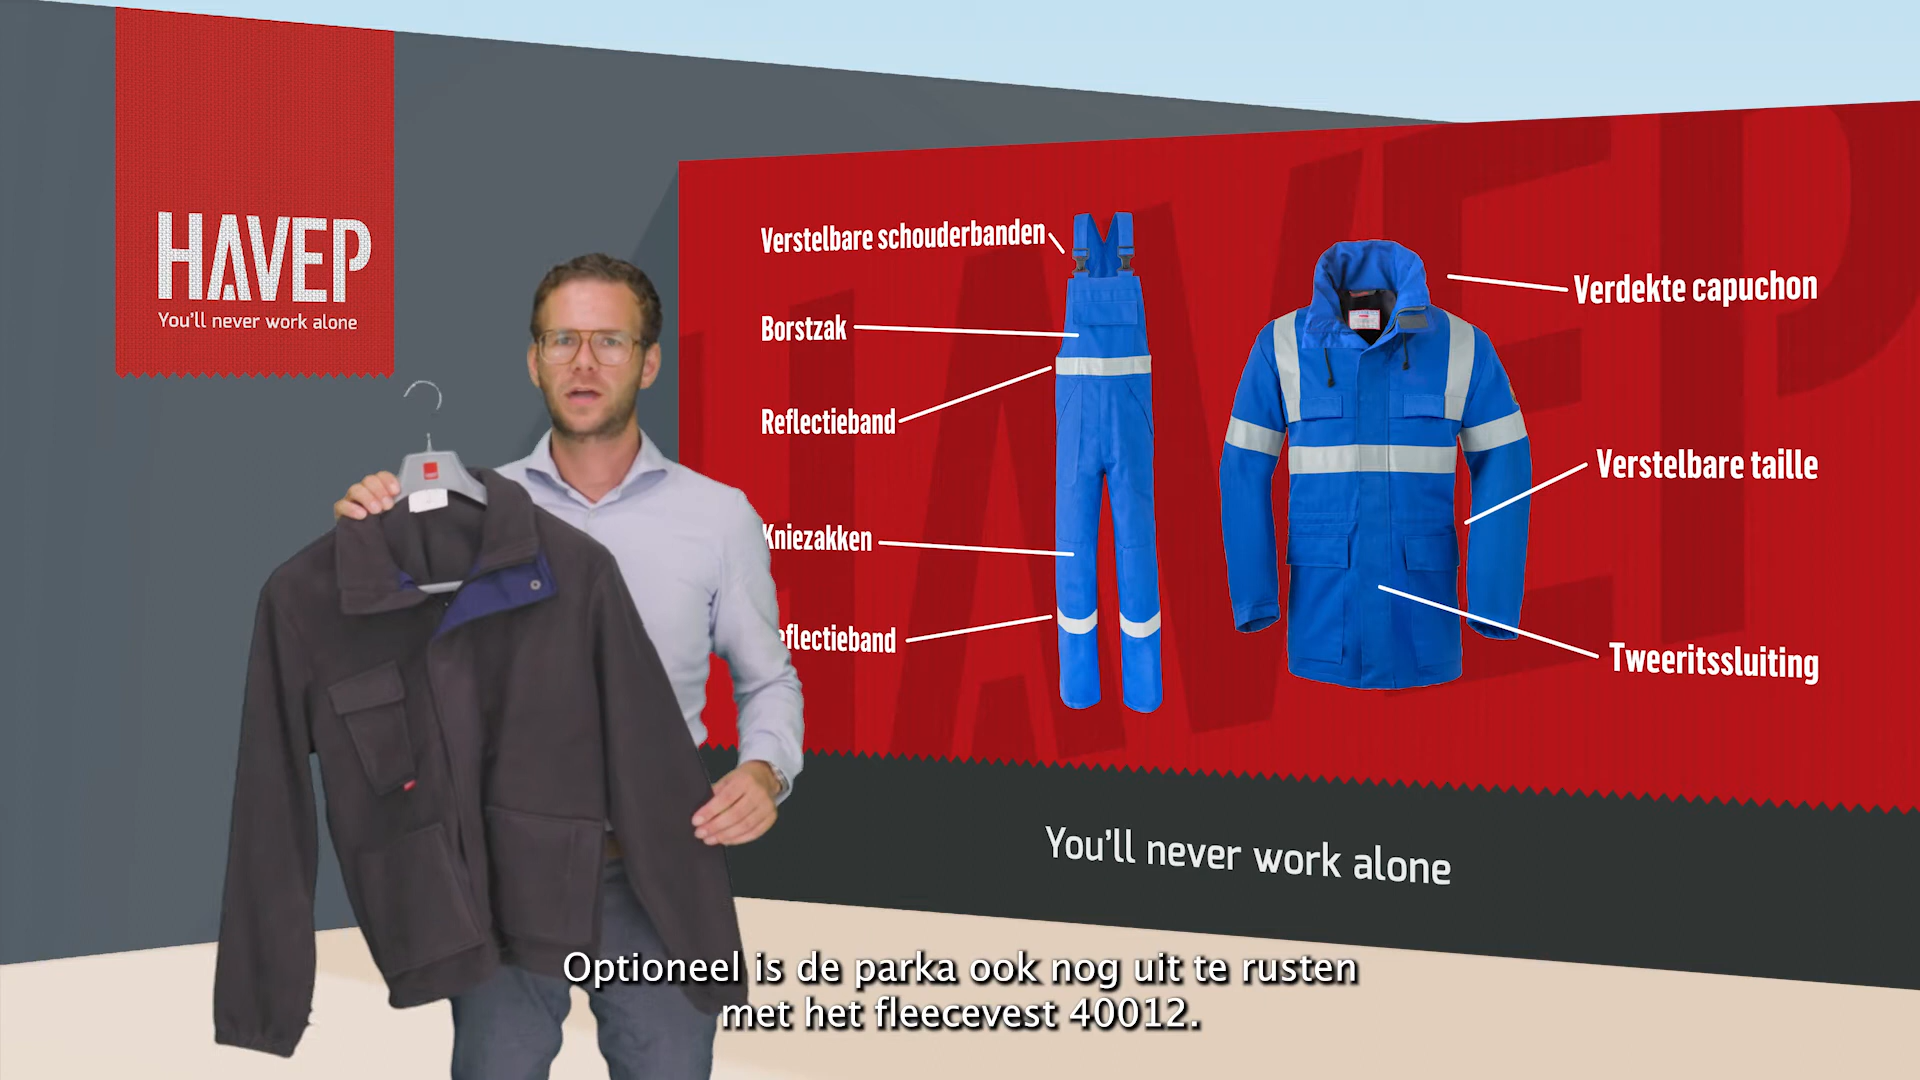 HAVEP
You'll never work alone
Verstelbare schouderbanden
Borstzak
Reflectieband
Kniezakken
eflectieband
Verdekte capuchon
Verstelbare taille
Tweeritssluiting
You'll never work alone
Optioneel is de parka ook nog uit te rusten
met het fleecevest 40012.